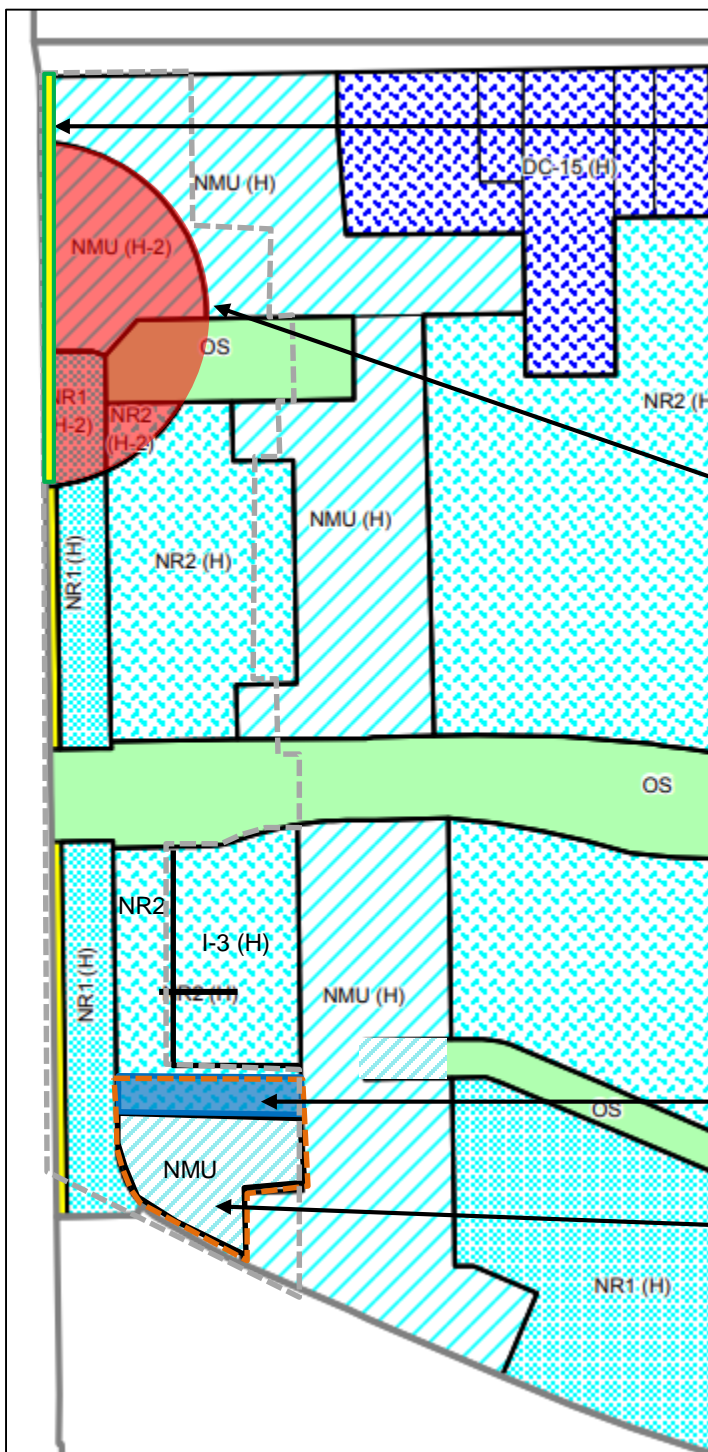 NMU (H)
DC-15 (H)
NMU (H-2)
OS
NR1
H-2)
NR2
(H-2)
NR2 (H
NMU (H)
NR2 (H)
NR1 (H)
OS
NR2
I-3 (H)
NR2 (H)
NMU (H)
NR1 (H)
OS
NMU
NR1 (H)